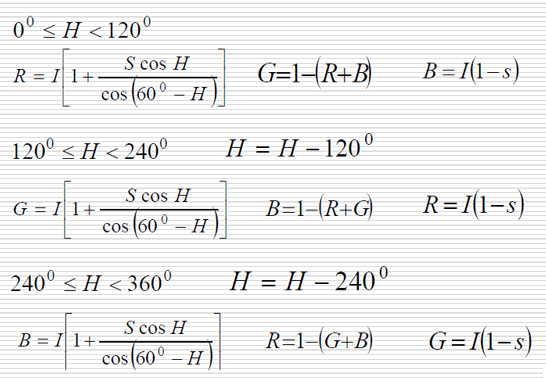 0⁰ ≤ H < 120⁰
R = I[1 + S cos H / cos(60⁰ − H)] G=1−(R+B) B = I(1−s)
120⁰ ≤ H < 240⁰ H = H − 120⁰
G = I[1 + S cos H / cos(60⁰ − H)] B=1−(R+G) R = I(1−s)
240⁰ ≤ H < 360⁰ H = H − 240⁰
B = I[1 + S cos H / cos(60⁰ − H)] R=1−(G+B) G = I(1−s)